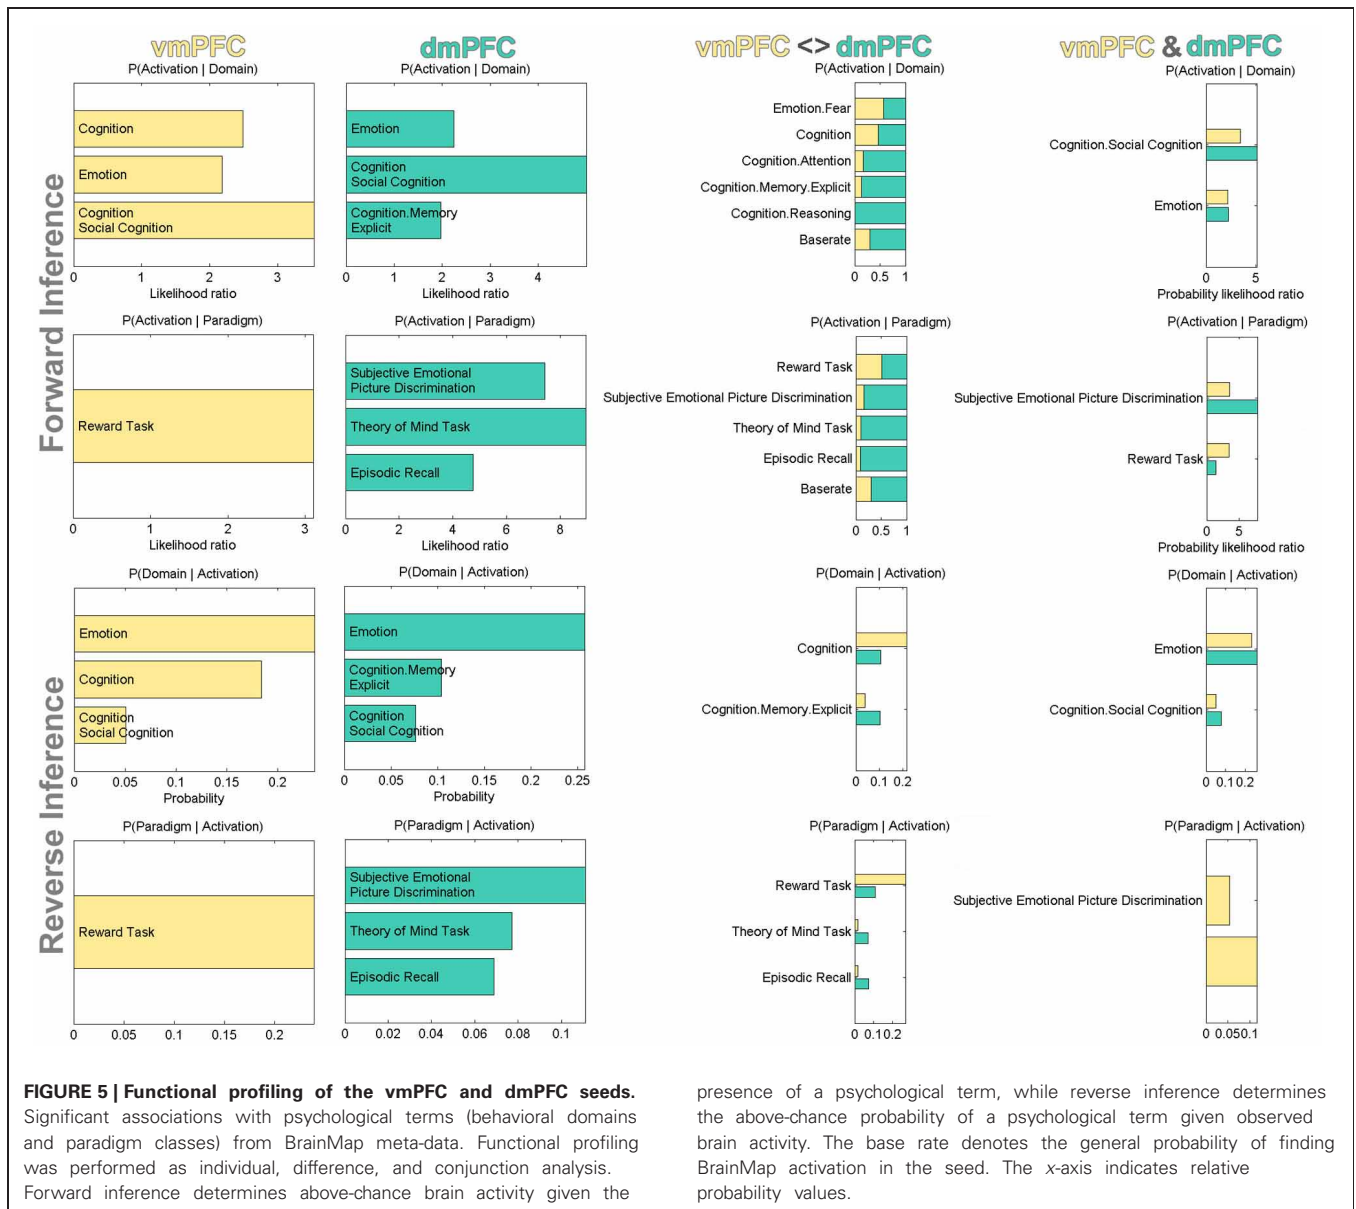 vmPFC
dmPFC
vmPFC <> dmPFC
vmPFC & dmPFC
Forward Inference
P(Activation | Domain)
Cognition
Emotion
Cognition
Social Cognition
0 1 2 3
Likelihood ratio
P(Activation | Domain)
Emotion
Cognition
Social Cognition
Cognition.Memory
Explicit
0 1 2 3 4
Likelihood ratio
P(Activation | Domain)
Emotion.Fear
Cognition
Cognition.Attention
Cognition.Memory.Explicit
Cognition.Reasoning
Baserate
0 0.5 1
P(Activation | Domain)
Cognition.Social Cognition
Emotion
0 5
Probability likelihood ratio
P(Activation | Paradigm)
Reward Task
0 1 2 3
Likelihood ratio
P(Activation | Paradigm)
Subjective Emotional
Picture Discrimination
Theory of Mind Task
Episodic Recall
0 2 4 6 8
Likelihood ratio
P(Activation | Paradigm)
Reward Task
Subjective Emotional Picture Discrimination
Theory of Mind Task
Episodic Recall
Baserate
0 0.5 1
P(Activation | Paradigm)
Subjective Emotional Picture Discrimination
Reward Task
0 5
Probability likelihood ratio
Reverse Inference
P(Domain | Activation)
Emotion
Cognition
Cognition
Social Cognition
0 0.05 0.1 0.15 0.2
Probability
P(Domain | Activation)
Emotion
Cognition.Memory
Explicit
Cognition
Social Cognition
0 0.05 0.1 0.15 0.2 0.25
Probability
P(Domain | Activation)
Cognition
Cognition.Memory.Explicit
0 0.1 0.2
P(Domain | Activation)
Emotion
Cognition.Social Cognition
0 0.1 0.2
P(Paradigm | Activation)
Reward Task
0 0.05 0.1 0.15 0.2
P(Paradigm | Activation)
Subjective Emotional
Picture Discrimination
Theory of Mind Task
Episodic Recall
0 0.02 0.04 0.06 0.08 0.1
P(Paradigm | Activation)
Reward Task
Theory of Mind Task
Episodic Recall
0 0.1 0.2
P(Paradigm | Activation)
Subjective Emotional Picture Discrimination
0 0.05 0.1
FIGURE 5 | Functional profiling of the vmPFC and dmPFC seeds.
Significant associations with psychological terms (behavioral domains
and paradigm classes) from BrainMap meta-data. Functional profiling
was performed as individual, difference, and conjunction analysis.
Forward inference determines above-chance brain activity given the
presence of a psychological term, while reverse inference determines
the above-chance probability of a psychological term given observed
brain activity. The base rate denotes the general probability of finding
BrainMap activation in the seed. The x-axis indicates relative
probability values.